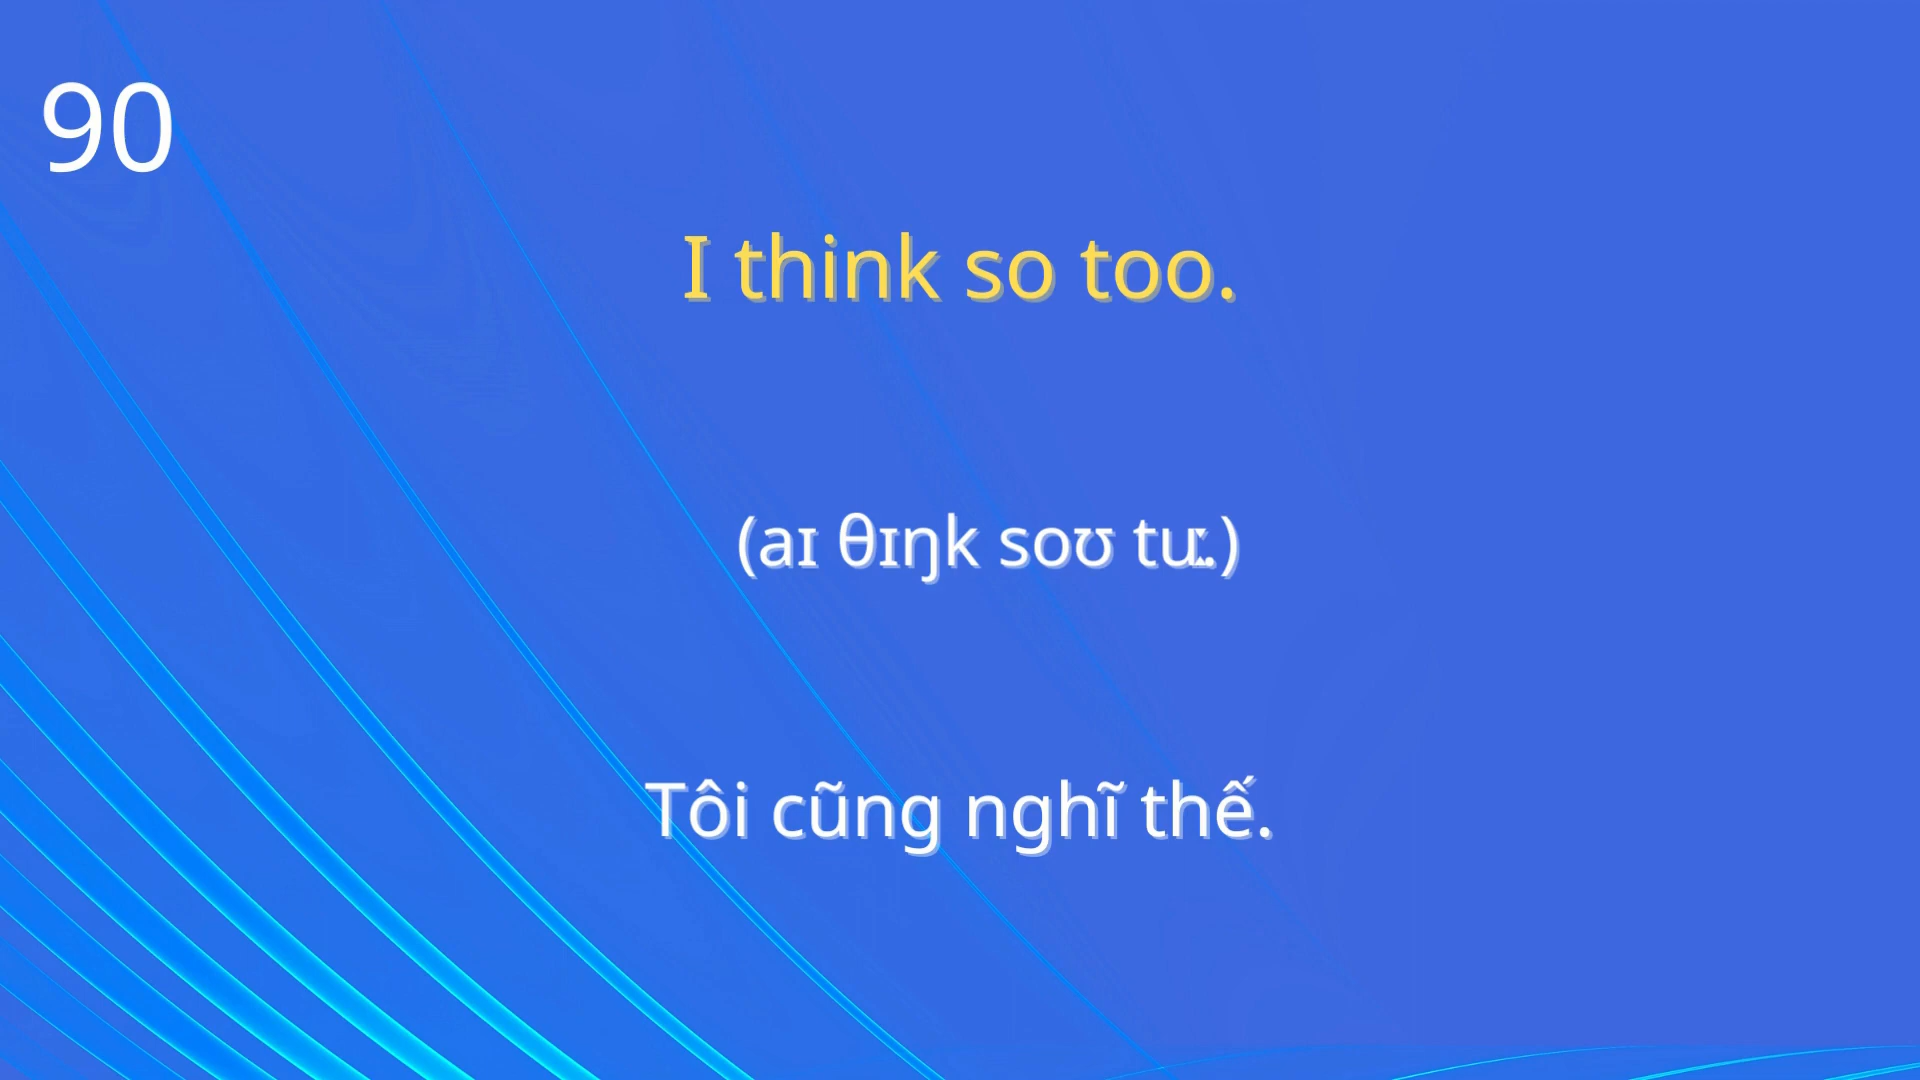 90
I think so too.
(aɪ θɪŋk soʊ tuː.)
Tôi cũng nghĩ thế.